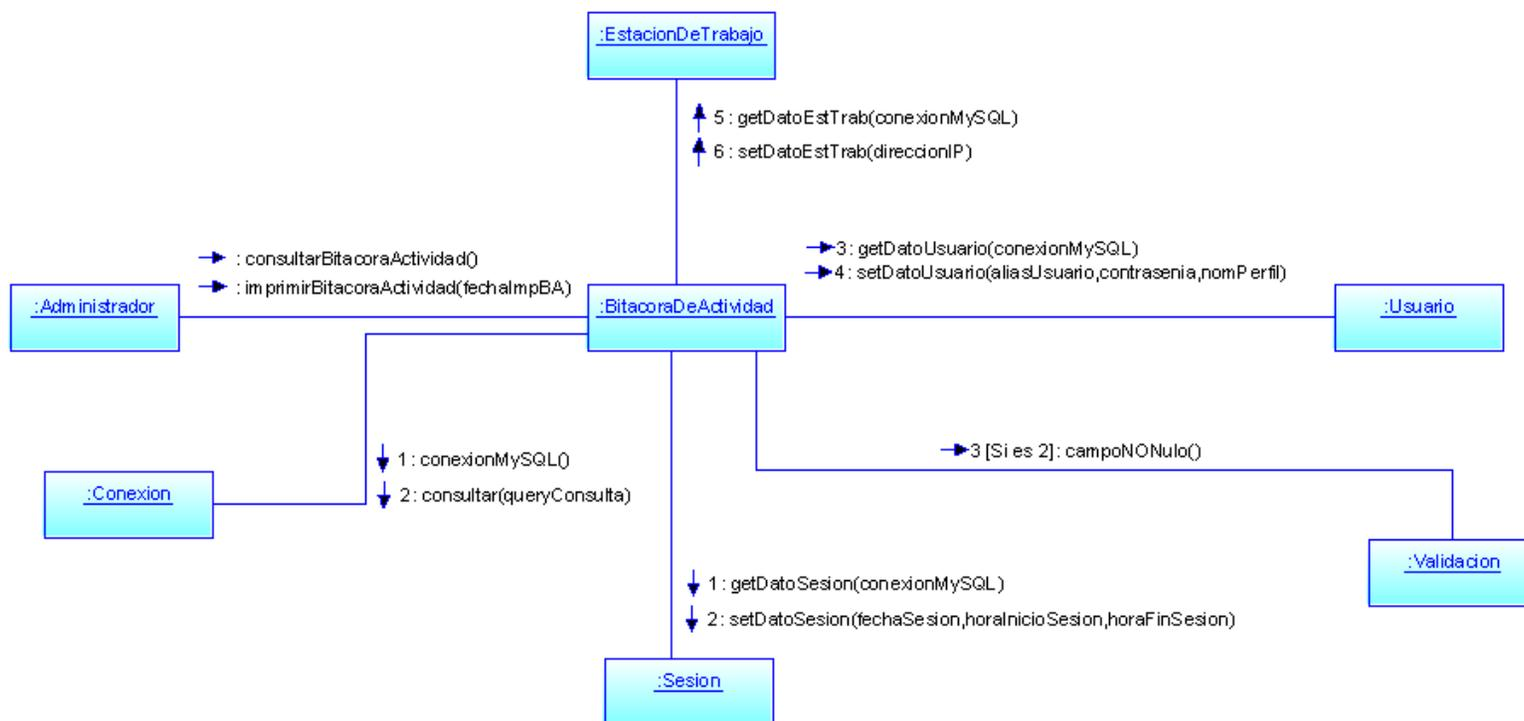 :EstacionDeTrabajo
5 : getDatoEstTrab(conexionMySQL)
6 : setDatoEstTrab(direccionIP)
: consultarBitacoraActividad()
: imprimirBitacoraActividad(fechaImpBA)
3 : getDatoUsuario(conexionMySQL)
4 : setDatoUsuario(aliasUsuario,contrasenia,nomPerfil)
:Administrador
:BitacoraDeActividad
:Usuario
1 : conexionMySQL()
2 : consultar(queryConsulta)
:Conexion
3 [Si es 2] : campoNONulo()
:Validacion
1 : getDatoSesion(conexionMySQL)
2 : setDatoSesion(fechaSesion,horaInicioSesion,horaFinSesion)
:Sesion